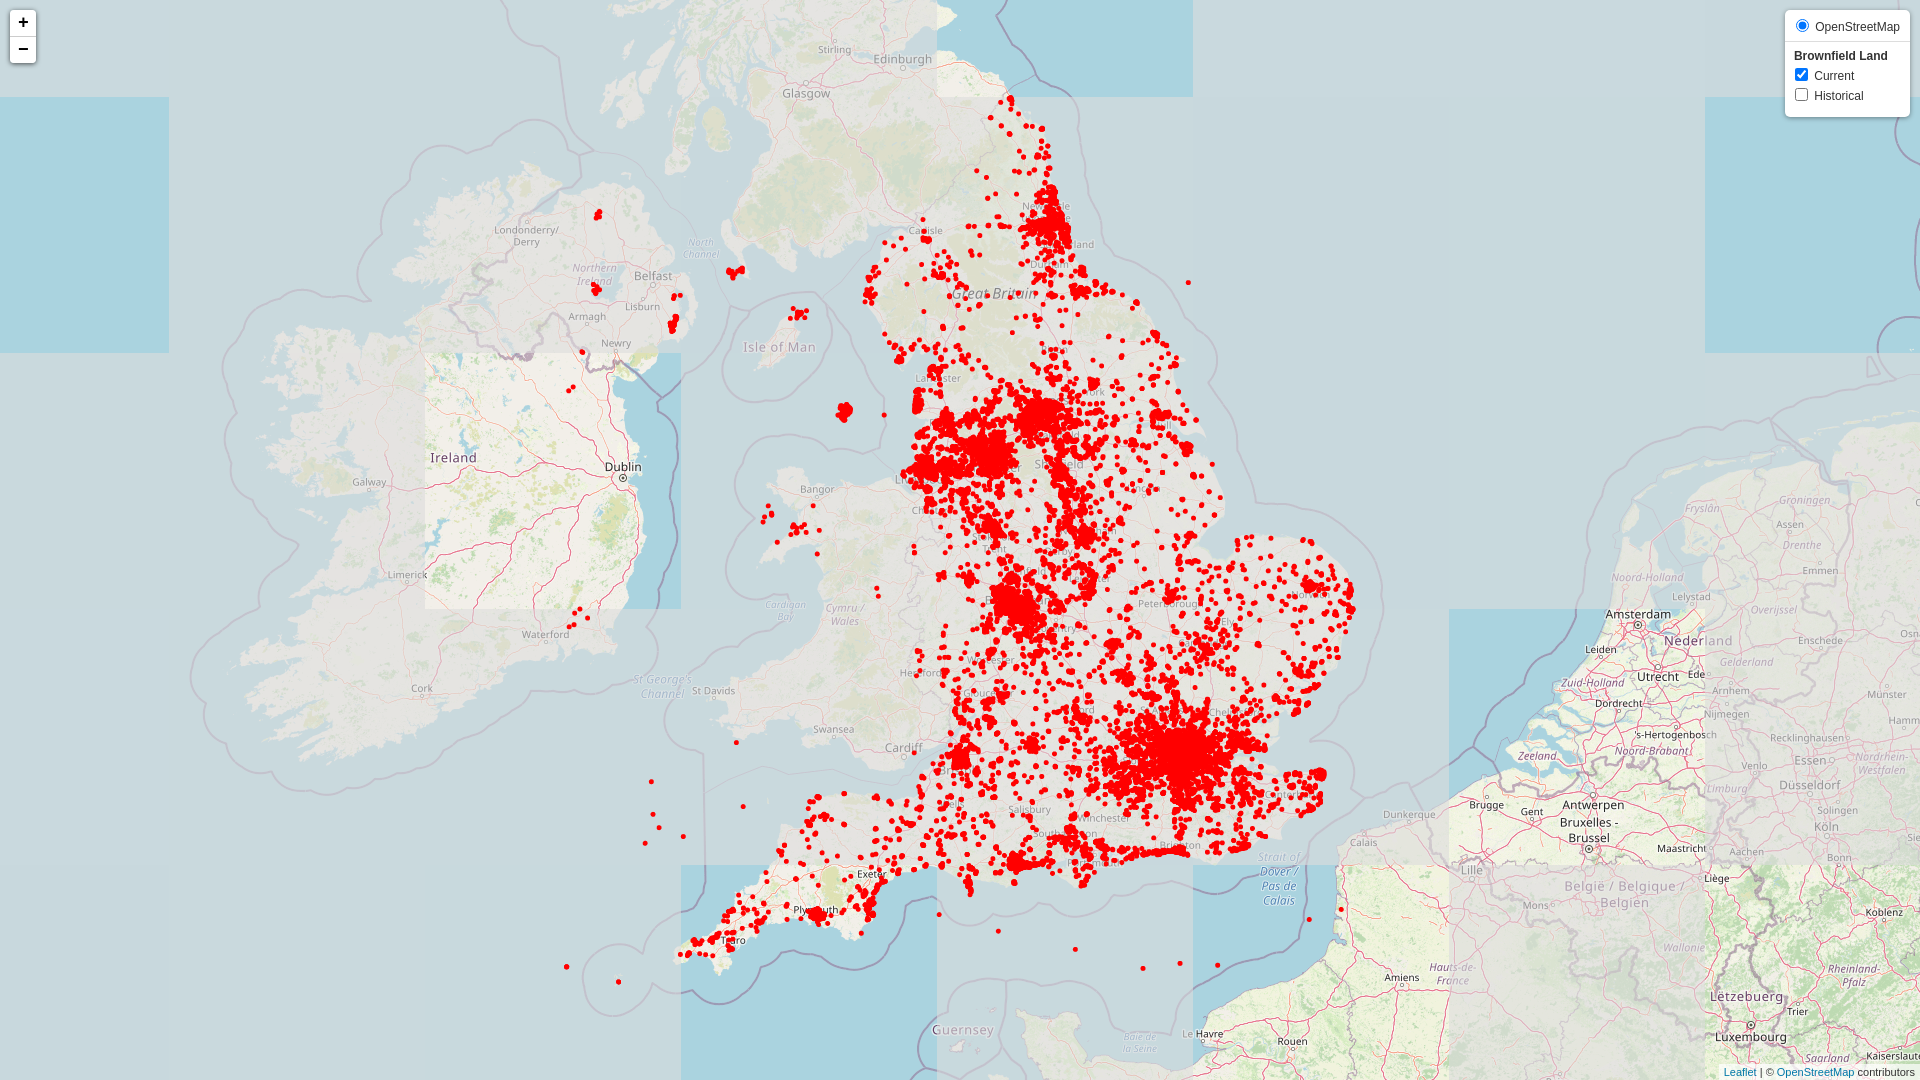 +
−
OpenStreetMap
Brownfield Land
Current
Historical
Stirling
Edinburgh
Glasgow
Londonderry/
Derry
North
Channel
Northern
Ireland
Belfast
Lisburn
Armagh
Newry
Isle of Man
Carlisle
Great Britain
Ireland
Dublin
Galway
Limerick
Waterford
Cork
St George's
Channel
Bangor
Cardigan
Bay
Cymru /
Wales
St Davids
Swansea
Cardiff
Peterborough
Ely
Salisbury
Winchester
Brighton
Exeter
Plymouth
Truro
Strait of
Dover /
Pas de
Calais
Guernsey
Baie de
la Seine
Le Havre
Rouen
Amiens
Hauts-de-
France
Calais
Dunkerque
Lille
Brugge
Gent
Antwerpen
Bruxelles -
Brussel
Maastricht
België / Belgique /
Belgien
Mons
Wallonie
Liège
Aachen
Köln
Bonn
Koblenz
Rheinland-
Pfalz
Lëtzebuerg
Luxembourg
Trier
Saarland
Kaiserslaute
Amsterdam
Leiden
Nederland
Utrecht
Ede
Zuid-Holland
Dordrecht
's-Hertogenbosch
Noord-Brabant
Zeeland
Gelderland
Arnhem
Nijmegen
Noord-Holland
Lelystad
Fryslân
Groningen
Assen
Drenthe
Emmen
Overijssel
Enschede
Osn
Münster
Hamm
Recklinghausen
Essen
Düsseldorf
Solingen
Nordrhein-
Westfalen
Venlo
Limburg
Leaflet | © OpenStreetMap contributors